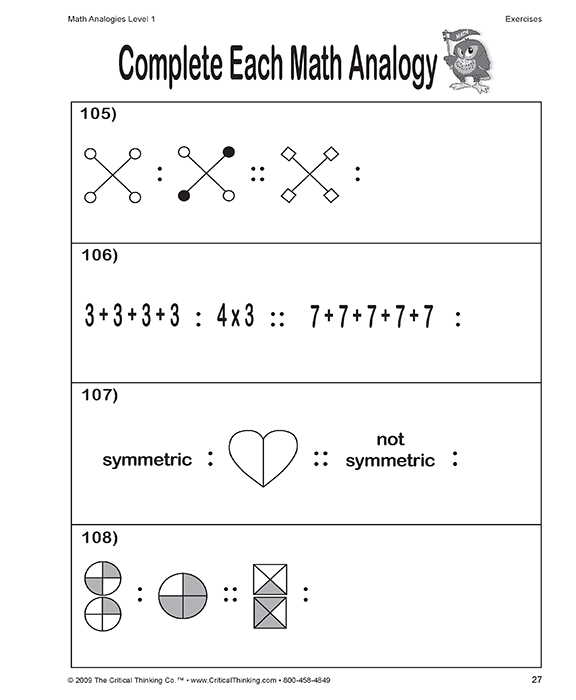 Math Analogies Level 1 Exercises
Complete Each Math Analogy
MATH
105)
: :: :
106)
3 + 3 + 3 + 3 : 4 x 3 :: 7 + 7 + 7 + 7 + 7 :
107)
symmetric : :: not symmetric :
108)
: :: :
© 2009 The Critical Thinking Co.™ • www.CriticalThinking.com • 800-458-4849 27